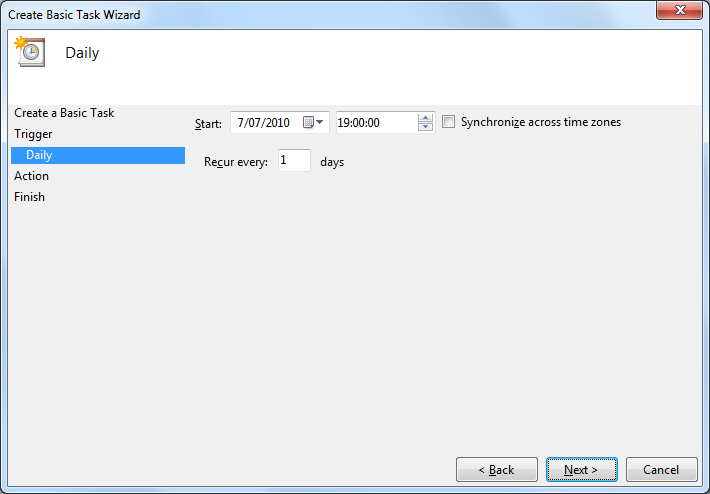 Create Basic Task Wizard
Daily
Create a Basic Task
Trigger
Daily
Action
Finish
Start: 7/07/2010 19:00:00 Synchronize across time zones
Recur every: 1 days
< Back Next > Cancel